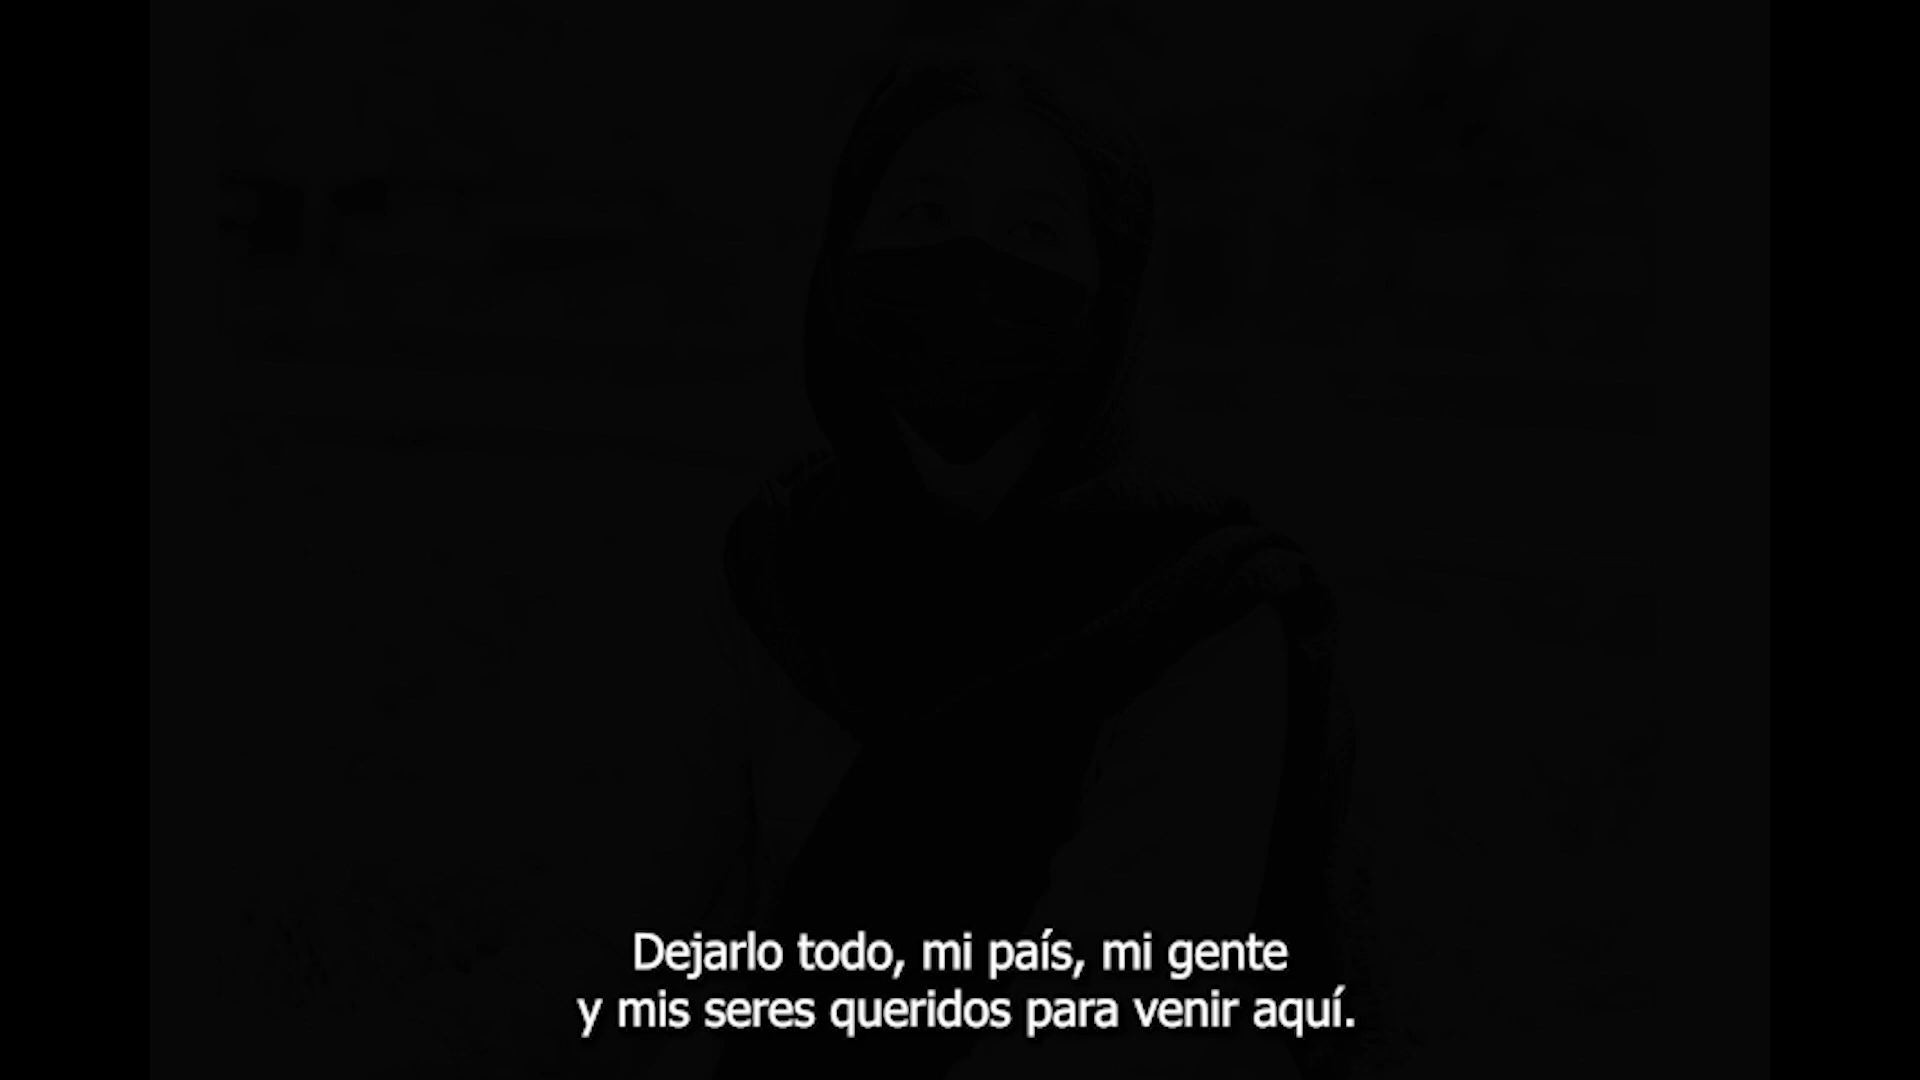 Dejarlo todo, mi país, mi gente
y mis seres queridos para venir aquí.